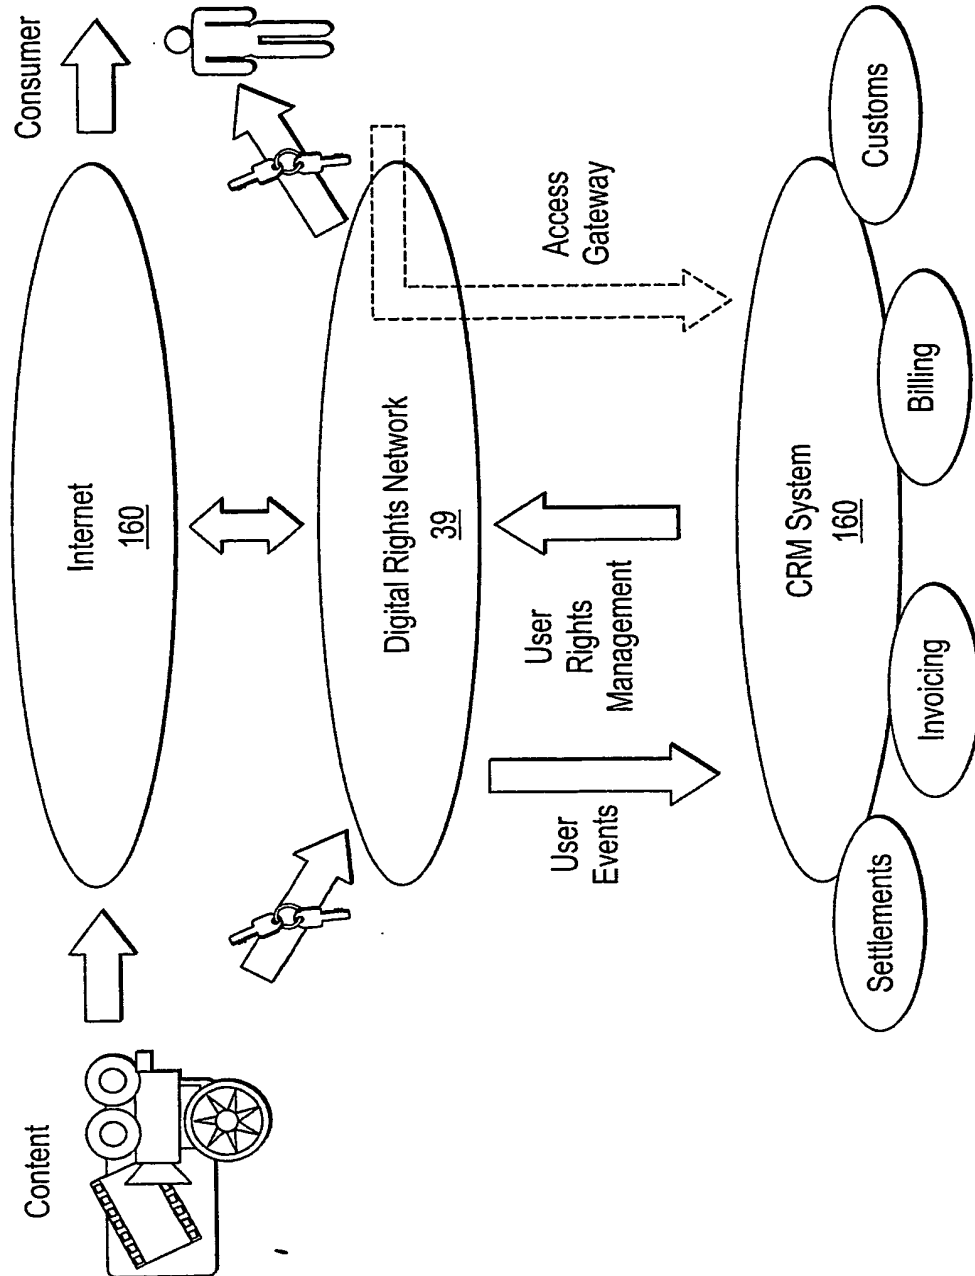 Content
Consumer
Internet
160
Digital Rights Network
39
User
Events
User
Rights
Management
Access
Gateway
CRM System
160
Settlements
Invoicing
Billing
Customs